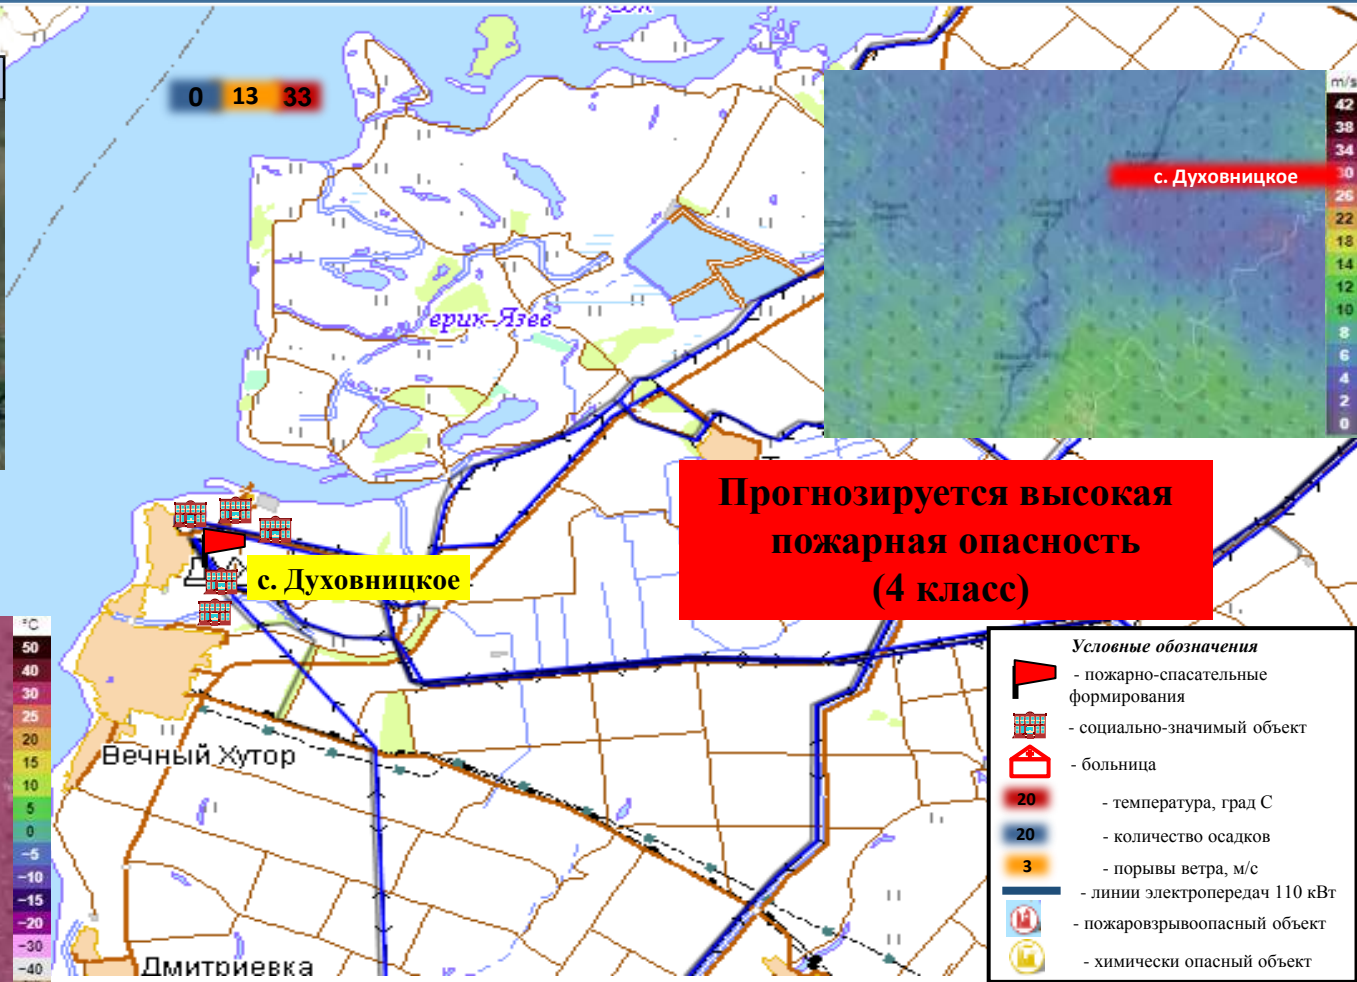 0 13 33
m/s
42
38
34
30
26
22
18
14
12
10
8
6
4
2
0
с. Духовницкое
ерик Язев
Прогнозируется высокая
пожарная опасность
(4 класс)
с. Духовницкое
°C
50
40
30
25
20
15
10
5
0
−5
−10
−15
−20
−30
−40
Вечный Хутор
Дмитриевка
Условные обозначения
- пожарно-спасательные
формирования
- социально-значимый объект
- больница
20 - температура, град С
20 - количество осадков
3 - порывы ветра, м/с
- линии электропередач 110 кВт
- пожаровзрывоопасный объект
- химически опасный объект